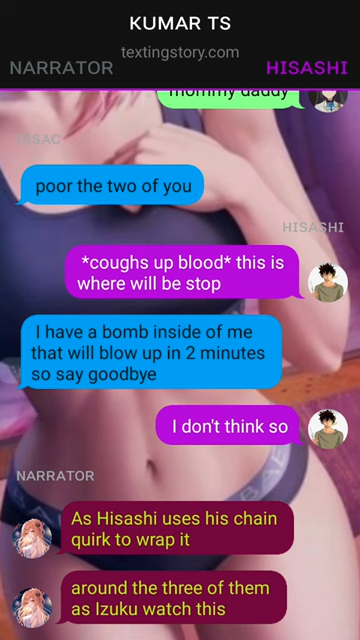 KUMAR TS
textingstory.com
NARRATOR HISASHI
mommy daddy
ISSAC
poor the two of you
HISASHI
*coughs up blood* this is
where will be stop
I have a bomb inside of me
that will blow up in 2 minutes
so say goodbye
I don't think so
NARRATOR
As Hisashi uses his chain
quirk to wrap it
around the three of them
as Izuku watch this